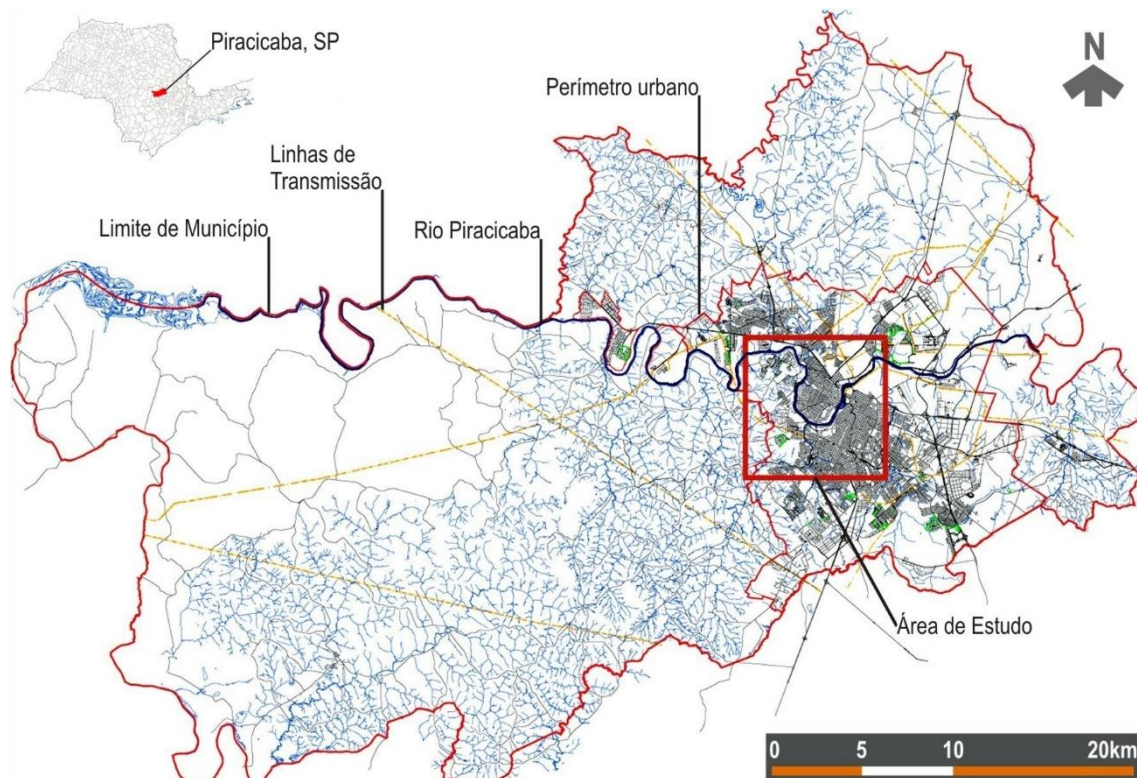 Piracicaba, SP
N
Perímetro urbano
Linhas de
Transmissão
Limite de Município
Rio Piracicaba
Área de Estudo
0 5 10 20km